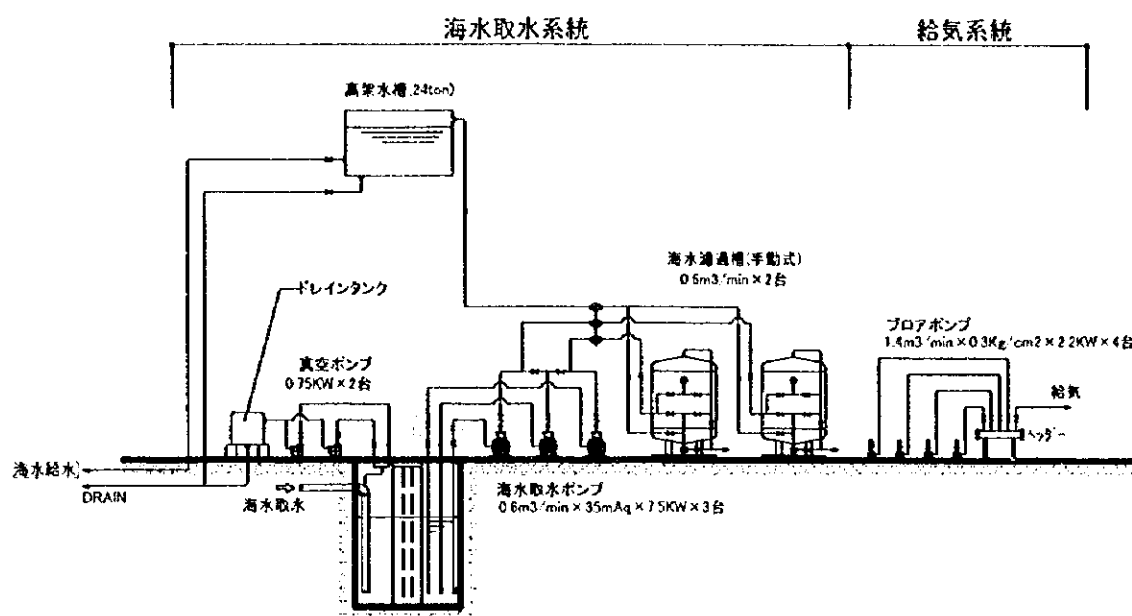 海水取水系統
給気系統
高架水槽(24ton)
海水濾過槽(手動式)
0.6m3/min×2台
ドレインタンク
ブロアポンプ
1.4m3/min×0.3Kg/cm2×2.2KW×4台
真空ポンプ
0.75KW×2台
給気
ヘッダー
海水給水
DRAIN
海水取水
海水取水ポンプ
0.6m3/min×35mAq×7.5KW×3台